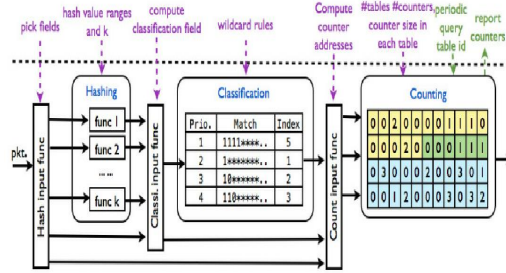 pick fields
hash value ranges
and k
compute
classification field
wildcard rules
Compute
counter
addresses
#tables #counters,
counter size in
each table
periodic
query
table id
report
counters
Hashing
Classification
Counting
pkt.
Hash input func
func 1
func 2
... ...
func k
Classi. input func
Prio. Match Index
1 1111****.. 5
2 1*******.. 1
3 10******.. 2
4 110*****.. 3
Count input func
0 0 2 0 0 0 0 1 1 1 0
0 0 0 2 0 0 0 0 1 1 1
0 3 0 0 0 2 0 0 3 0 1
0 0 1 2 0 0 0 3 0 3 2